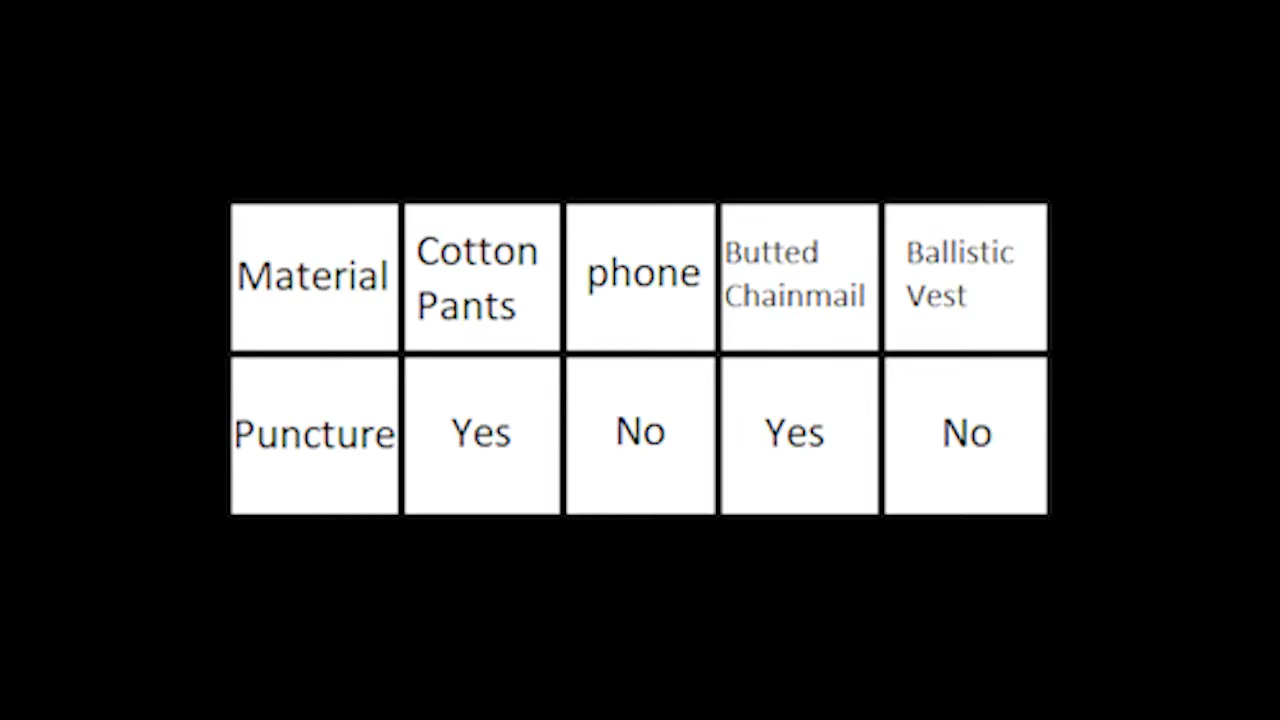 Material
Cotton
Pants
phone
Butted
Chainmail
Ballistic
Vest
Puncture
Yes
No
Yes
No